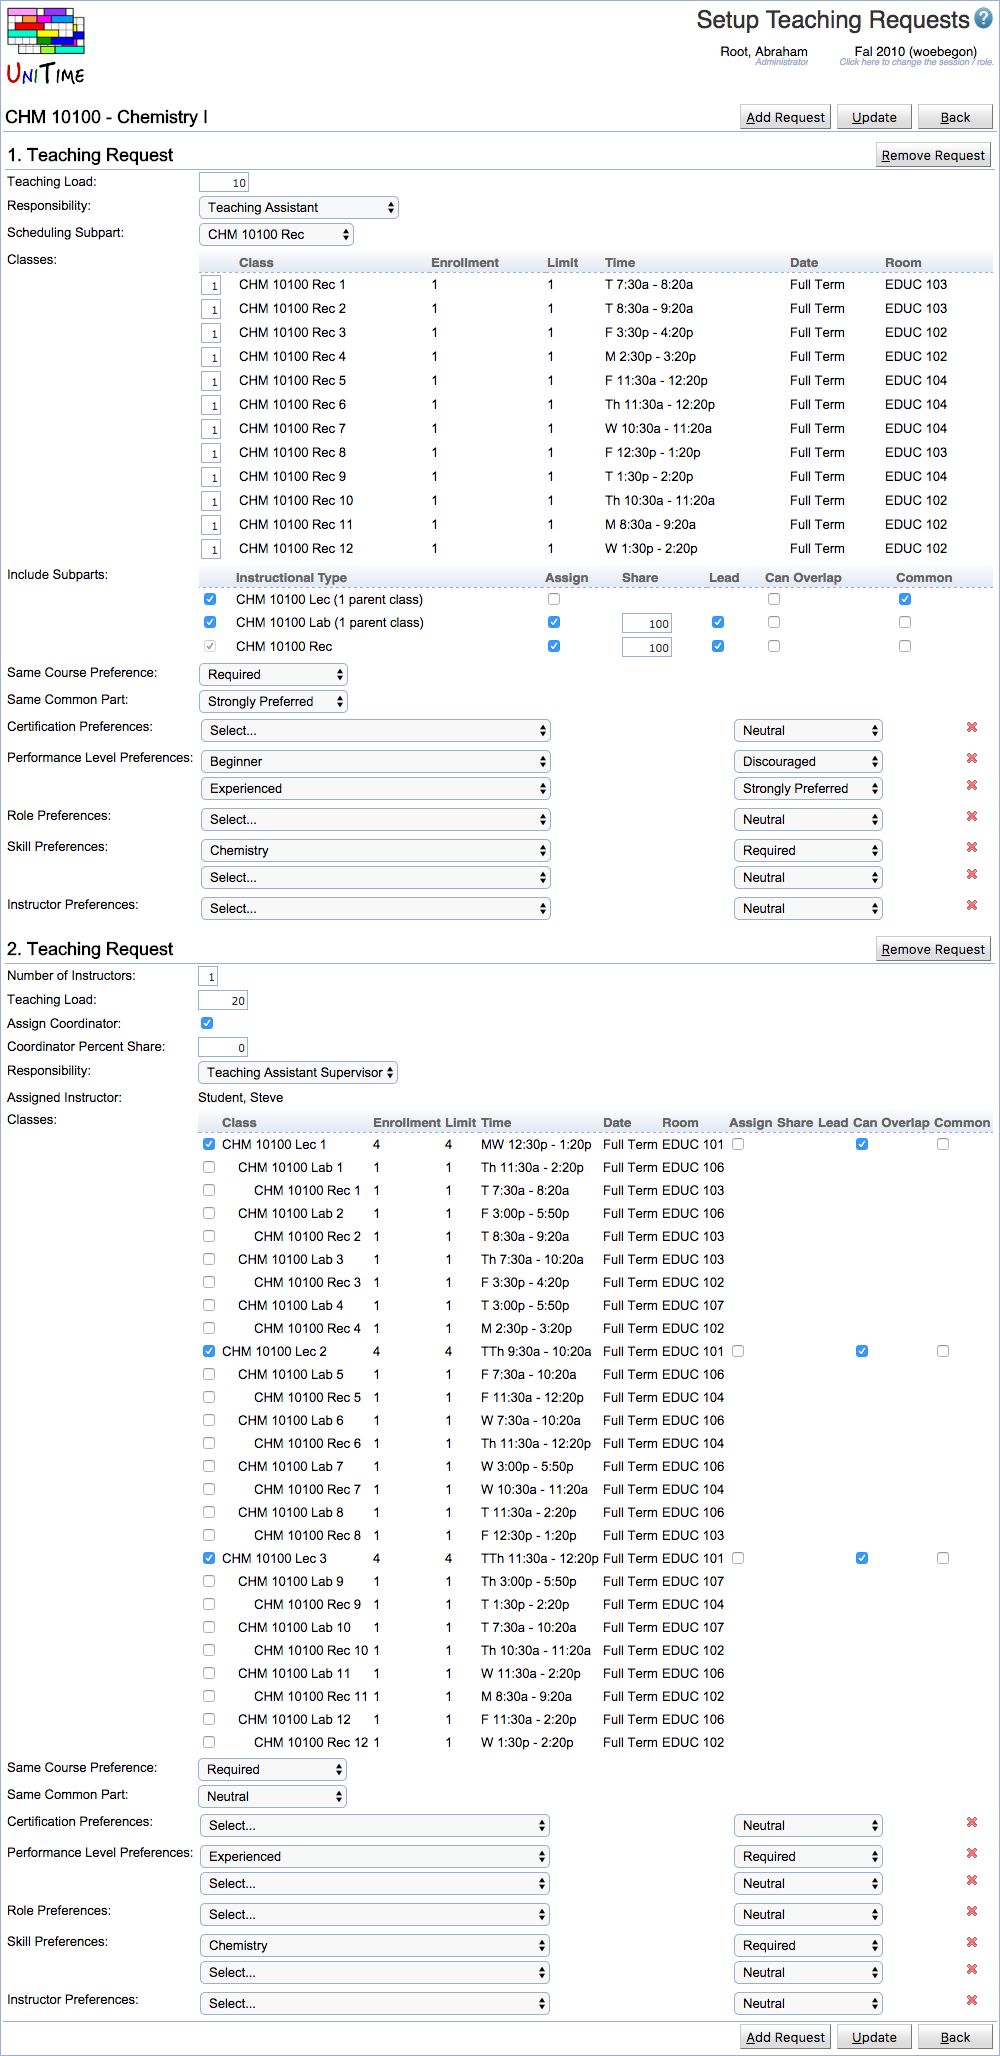 Setup Teaching Requests ?
Root, Abraham Fal 2010 (woebegon)
Administrator Click here to change the session / role.
UNITIME
CHM 10100 - Chemistry I Add Request Update Back
1. Teaching Request Remove Request
Teaching Load: 10
Responsibility: Teaching Assistant
Scheduling Subpart: CHM 10100 Rec
Classes: Class Enrollment Limit Time Date Room
1 CHM 10100 Rec 1 1 1 T 7:30a - 8:20a Full Term EDUC 103
1 CHM 10100 Rec 2 1 1 T 8:30a - 9:20a Full Term EDUC 103
1 CHM 10100 Rec 3 1 1 F 3:30p - 4:20p Full Term EDUC 102
1 CHM 10100 Rec 4 1 1 M 2:30p - 3:20p Full Term EDUC 102
1 CHM 10100 Rec 5 1 1 F 11:30a - 12:20p Full Term EDUC 104
1 CHM 10100 Rec 6 1 1 Th 11:30a - 12:20p Full Term EDUC 104
1 CHM 10100 Rec 7 1 1 W 10:30a - 11:20a Full Term EDUC 104
1 CHM 10100 Rec 8 1 1 F 12:30p - 1:20p Full Term EDUC 103
1 CHM 10100 Rec 9 1 1 T 1:30p - 2:20p Full Term EDUC 104
1 CHM 10100 Rec 10 1 1 Th 10:30a - 11:20a Full Term EDUC 102
1 CHM 10100 Rec 11 1 1 M 8:30a - 9:20a Full Term EDUC 102
1 CHM 10100 Rec 12 1 1 W 1:30p - 2:20p Full Term EDUC 102
Include Subparts: Instructional Type Assign Share Lead Can Overlap Common
CHM 10100 Lec (1 parent class)
CHM 10100 Lab (1 parent class) 100
CHM 10100 Rec 100
Same Course Preference: Required
Same Common Part: Strongly Preferred
Certification Preferences: Select... Neutral
Performance Level Preferences: Beginner Discouraged
Experienced Strongly Preferred
Role Preferences: Select... Neutral
Skill Preferences: Chemistry Required
Select... Neutral
Instructor Preferences: Select... Neutral
2. Teaching Request Remove Request
Number of Instructors: 1
Teaching Load: 20
Assign Coordinator:
Coordinator Percent Share: 0
Responsibility: Teaching Assistant Supervisor
Assigned Instructor: Student, Steve
Classes: Class Enrollment Limit Time Date Room Assign Share Lead Can Overlap Common
CHM 10100 Lec 1 4 4 MW 12:30p - 1:20p Full Term EDUC 101
CHM 10100 Lab 1 1 1 Th 11:30a - 2:20p Full Term EDUC 106
CHM 10100 Rec 1 1 1 T 7:30a - 8:20a Full Term EDUC 103
CHM 10100 Lab 2 1 1 F 3:00p - 5:50p Full Term EDUC 106
CHM 10100 Rec 2 1 1 T 8:30a - 9:20a Full Term EDUC 103
CHM 10100 Lab 3 1 1 Th 7:30a - 10:20a Full Term EDUC 103
CHM 10100 Rec 3 1 1 F 3:30p - 4:20p Full Term EDUC 102
CHM 10100 Lab 4 1 1 T 3:00p - 5:50p Full Term EDUC 107
CHM 10100 Rec 4 1 1 M 2:30p - 3:20p Full Term EDUC 102
CHM 10100 Lec 2 4 4 TTh 9:30a - 10:20a Full Term EDUC 101
CHM 10100 Lab 5 1 1 F 7:30a - 10:20a Full Term EDUC 106
CHM 10100 Rec 5 1 1 F 11:30a - 12:20p Full Term EDUC 104
CHM 10100 Lab 6 1 1 W 7:30a - 10:20a Full Term EDUC 106
CHM 10100 Rec 6 1 1 Th 11:30a - 12:20p Full Term EDUC 104
CHM 10100 Lab 7 1 1 W 3:00p - 5:50p Full Term EDUC 106
CHM 10100 Rec 7 1 1 W 10:30a - 11:20a Full Term EDUC 104
CHM 10100 Lab 8 1 1 T 11:30a - 2:20p Full Term EDUC 106
CHM 10100 Rec 8 1 1 F 12:30p - 1:20p Full Term EDUC 103
CHM 10100 Lec 3 4 4 TTh 11:30a - 12:20p Full Term EDUC 101
CHM 10100 Lab 9 1 1 Th 3:00p - 5:50p Full Term EDUC 107
CHM 10100 Rec 9 1 1 T 1:30p - 2:20p Full Term EDUC 104
CHM 10100 Lab 10 1 1 T 7:30a - 10:20a Full Term EDUC 107
CHM 10100 Rec 10 1 1 Th 10:30a - 11:20a Full Term EDUC 102
CHM 10100 Lab 11 1 1 W 11:30a - 2:20p Full Term EDUC 106
CHM 10100 Rec 11 1 1 M 8:30a - 9:20a Full Term EDUC 102
CHM 10100 Lab 12 1 1 F 11:30a - 2:20p Full Term EDUC 106
CHM 10100 Rec 12 1 1 W 1:30p - 2:20p Full Term EDUC 102
Same Course Preference: Required
Same Common Part: Neutral
Certification Preferences: Select... Neutral
Performance Level Preferences: Experienced Required
Select... Neutral
Role Preferences: Select... Neutral
Skill Preferences: Chemistry Required
Select... Neutral
Instructor Preferences: Select... Neutral
Add Request Update Back